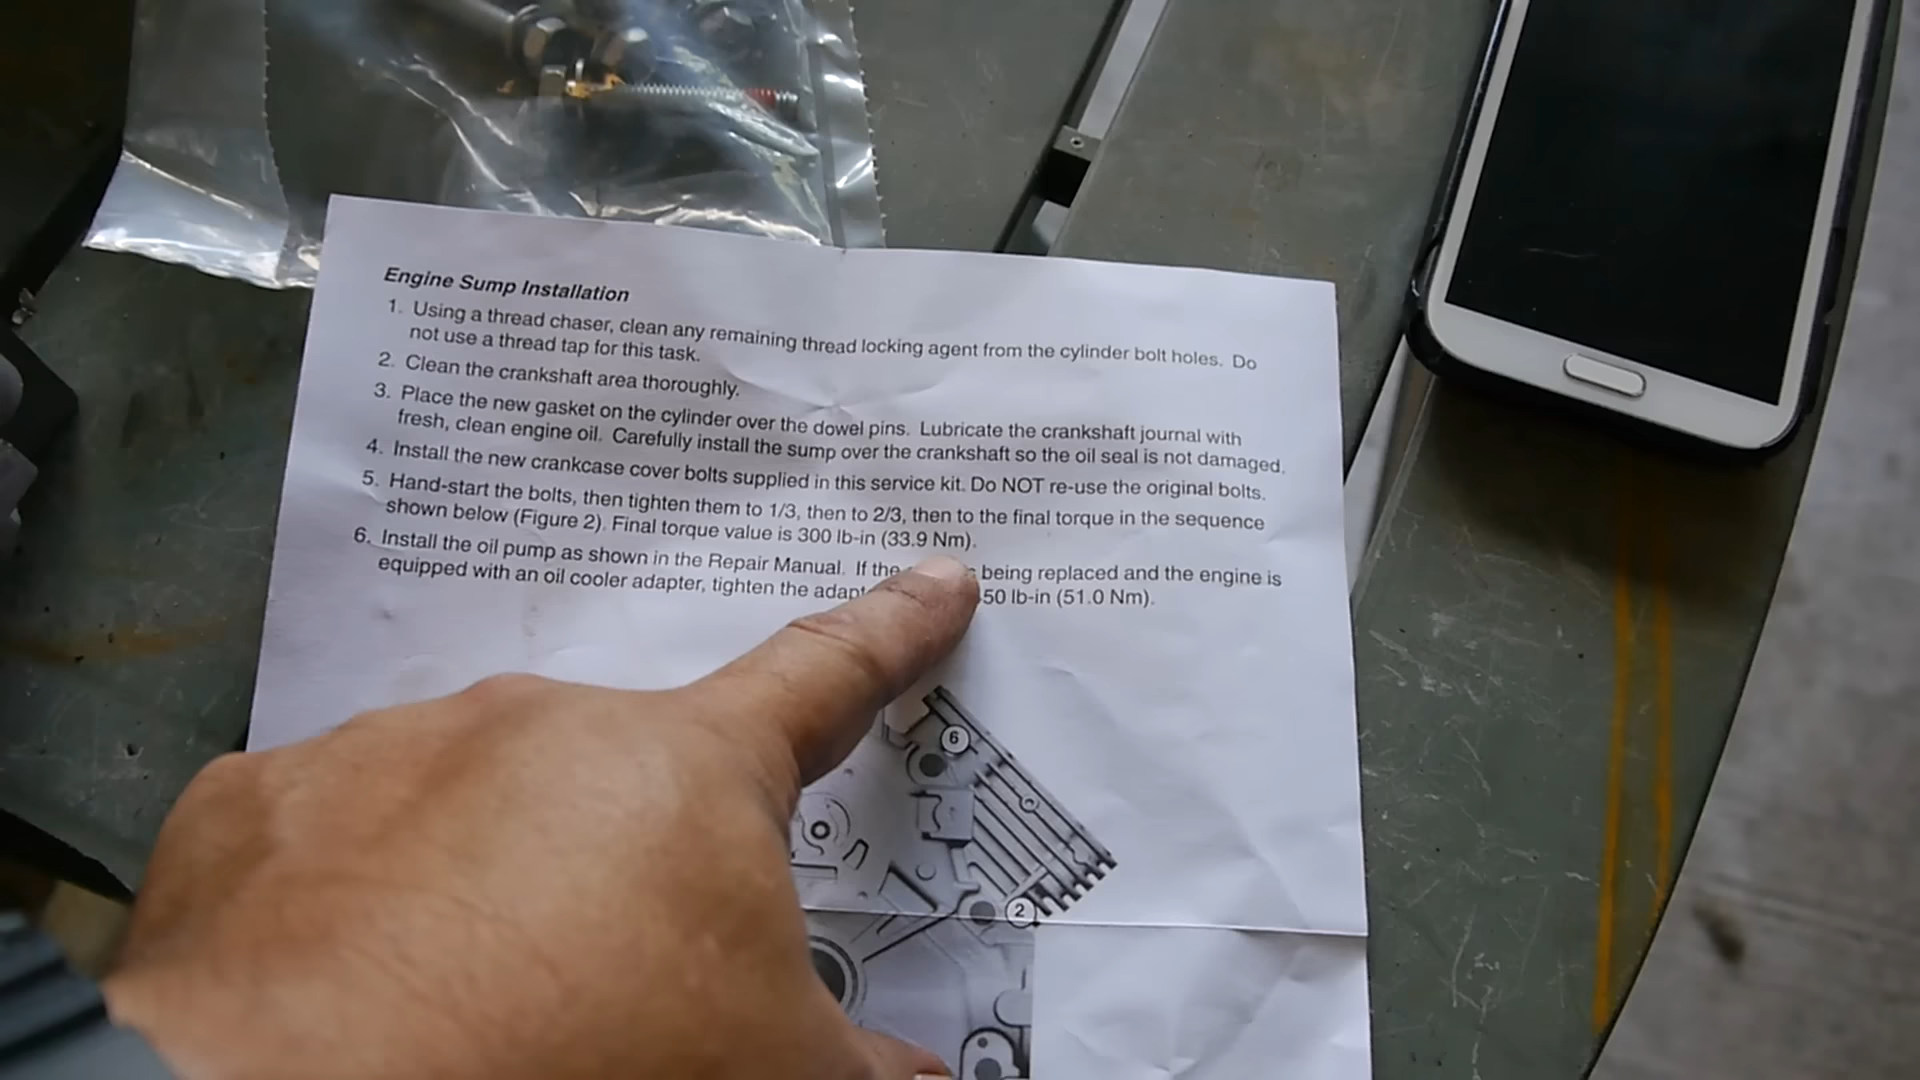 Engine Sump Installation
1. Using a thread chaser, clean any remaining thread locking agent from the cylinder bolt holes. Do
not use a thread tap for this task.
2. Clean the crankshaft area thoroughly.
3. Place the new gasket on the cylinder over the dowel pins. Lubricate the crankshaft journal with
fresh, clean engine oil. Carefully install the sump over the crankshaft so the oil seal is not damaged.
4. Install the new crankcase cover bolts supplied in this service kit. Do NOT re-use the original bolts.
5. Hand-start the bolts, then tighten them to 1/3, then to 2/3, then to the final torque in the sequence
shown below (Figure 2). Final torque value is 300 lb-in (33.9 Nm).
6. Install the oil pump as shown in the Repair Manual. If the being replaced and the engine is
equipped with an oil cooler adapter, tighten the 50 lb-in (51.0 Nm).
6
2